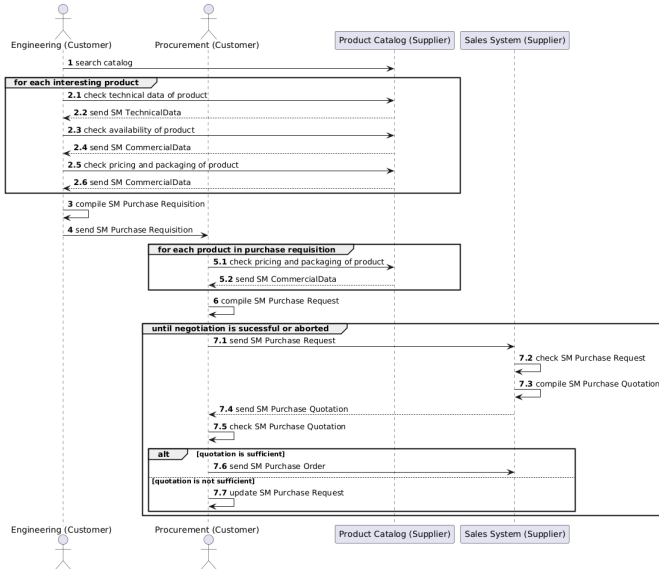 Engineering (Customer) Procurement (Customer) Product Catalog (Supplier) Sales System (Supplier)
1 search catalog
for each interesting product
2.1 check technical data of product
2.2 send SM TechnicalData
2.3 check availability of product
2.4 send SM CommercialData
2.5 check pricing and packaging of product
2.6 send SM CommercialData
3 compile SM Purchase Requisition
4 send SM Purchase Requisition
for each product in purchase requisition
5.1 check pricing and packaging of product
5.2 send SM CommercialData
6 compile SM Purchase Request
until negotiation is sucessful or aborted
7.1 send SM Purchase Request
7.2 check SM Purchase Request
7.3 compile SM Purchase Quotation
7.4 send SM Purchase Quotation
7.5 check SM Purchase Quotation
alt [quotation is sufficient]
7.6 send SM Purchase Order
[quotation is not sufficient]
7.7 update SM Purchase Request
Engineering (Customer) Procurement (Customer) Product Catalog (Supplier) Sales System (Supplier)